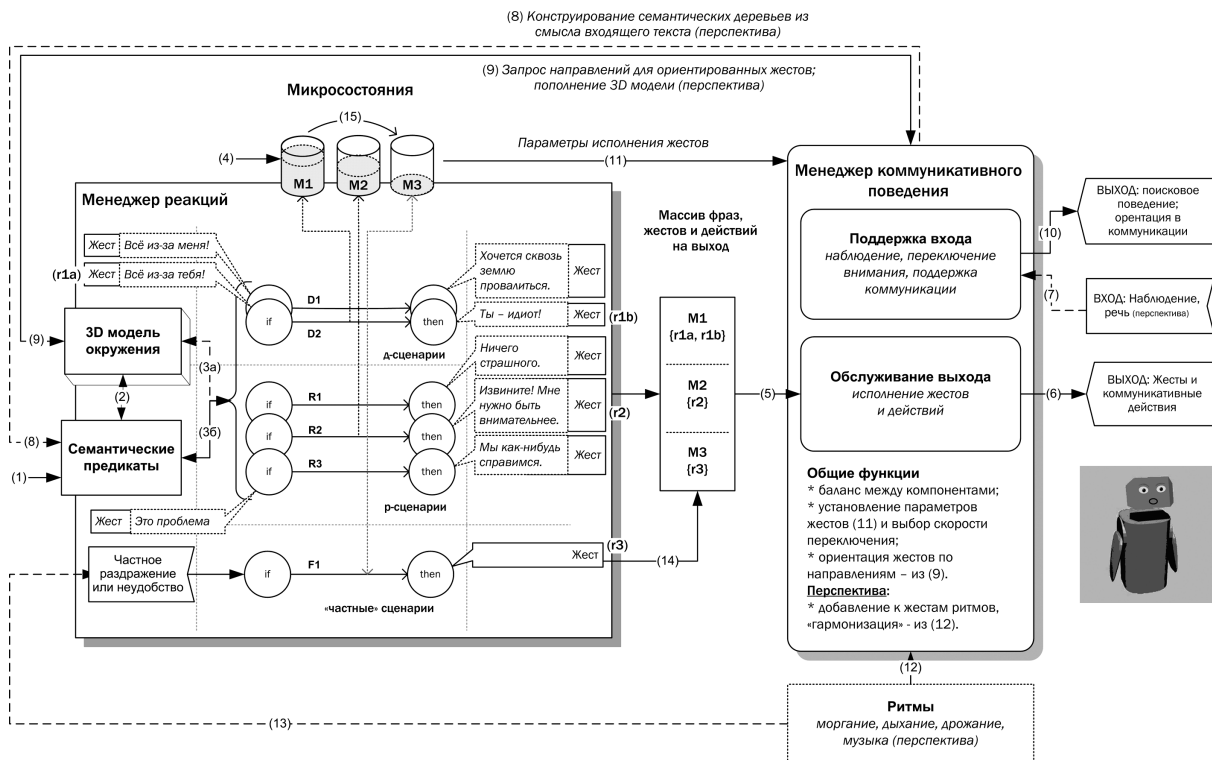 (8) Конструирование семантических деревьев из
смысла входящего текста (перспектива)
(9) Запрос направлений для ориентированных жестов;
пополнение 3D модели (перспектива)
Микросостояния
(15)
(4)
М1
М2
М3
Параметры исполнения жестов
(11)
Менеджер реакций
Жест
Всё из-за меня!
(r1a)
Жест
Всё из-за тебя!
D1
if
D2
then
д-сценарии
Хочется сквозь
землю
провалиться.
Жест
Ты – идиот!
Жест
(r1b)
(9)
3D модель
окружения
(2)
(3а)
(3б)
(8)
Семантические
предикаты
(1)
if
R1
then
if
R2
then
if
R3
then
р-сценарии
Ничего
страшного.
Жест
Извините! Мне
нужно быть
внимательнее.
Жест
(r2)
Мы как-нибудь
справимся.
Жест
Жест
Это проблема
Частное
раздражение
или неудобство
if
F1
then
«частные» сценарии
Жест
(r3)
(14)
Массив фраз,
жестов и действий
на выход
М1
{r1a, r1b}
М2
{r2}
М3
{r3}
(5)
Менеджер коммуникативного
поведения
Поддержка входа
наблюдение, переключение
внимания, поддержка
коммуникации
Обслуживание выхода
исполнение жестов
и действий
Общие функции
* баланс между компонентами;
* установление параметров
жестов (11) и выбор скорости
переключения;
* ориентация жестов по
направлениям – из (9).
Перспектива:
* добавление к жестам ритмов,
«гармонизация» - из (12).
(10)
ВЫХОД: поисковое
поведение;
орентация в
коммуникации
(7)
ВХОД: Наблюдение,
речь (перспектива)
(6)
ВЫХОД: Жесты и
коммуникативные
действия
(12)
(13)
Ритмы
моргание, дыхание, дрожание,
музыка (перспектива)